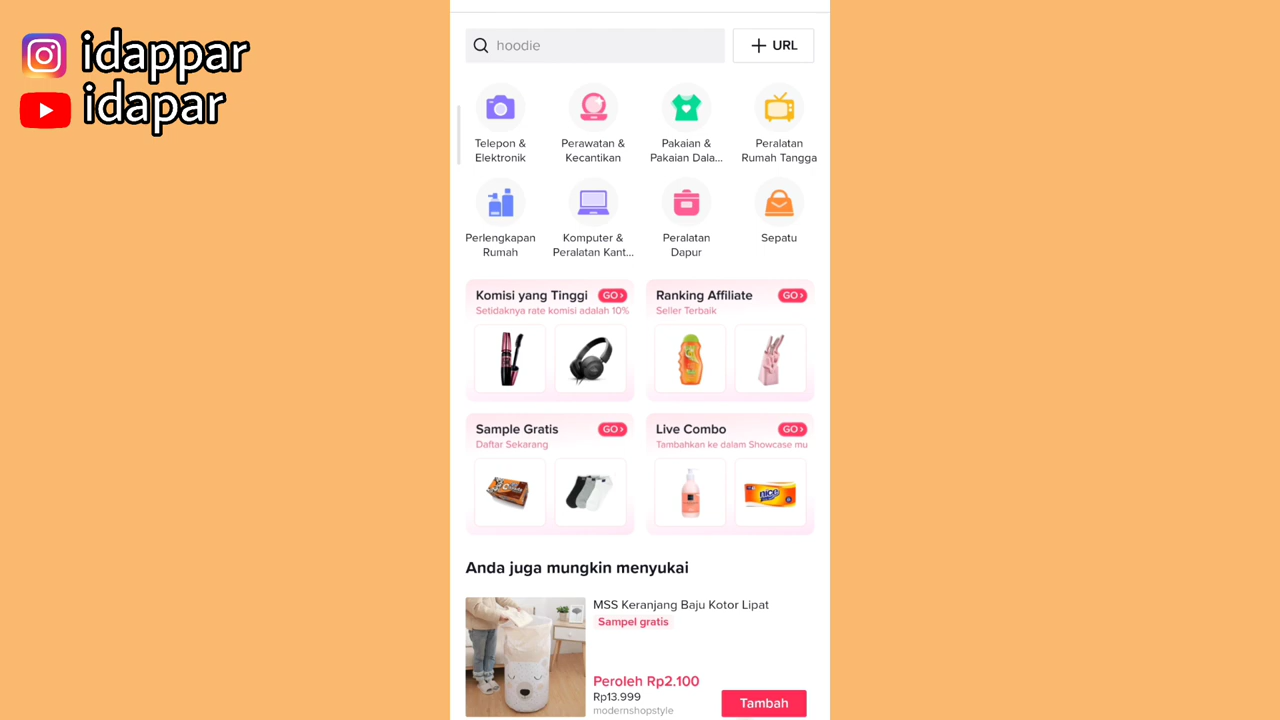 idappar
idapar
hoodie
+ URL
Telepon &
Elektronik
Perawatan &
Kecantikan
Pakaian &
Pakaian Dala...
Peralatan
Rumah Tangga
Perlengkapan
Rumah
Komputer &
Peralatan Kant...
Peralatan
Dapur
Sepatu
Komisi yang Tinggi GO>
Setidaknya rate komisi adalah 10%
Ranking Affiliate GO>
Seller Terbaik
Sample Gratis GO>
Daftar Sekarang
Live Combo GO>
Tambahkan ke dalam Showcase mu
nice
Anda juga mungkin menyukai
MSS Keranjang Baju Kotor Lipat
Sampel gratis
Peroleh Rp2.100
Rp13.999
modernshopstyle
Tambah